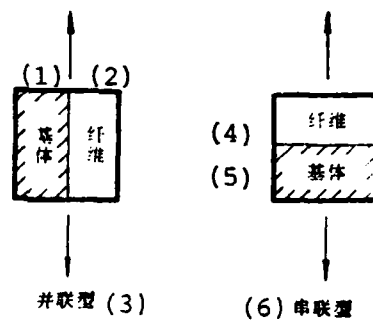 (1) (2)
基体 纤维
并联型 (3)
(4) 纤维
(5) 基体
(6) 串联型